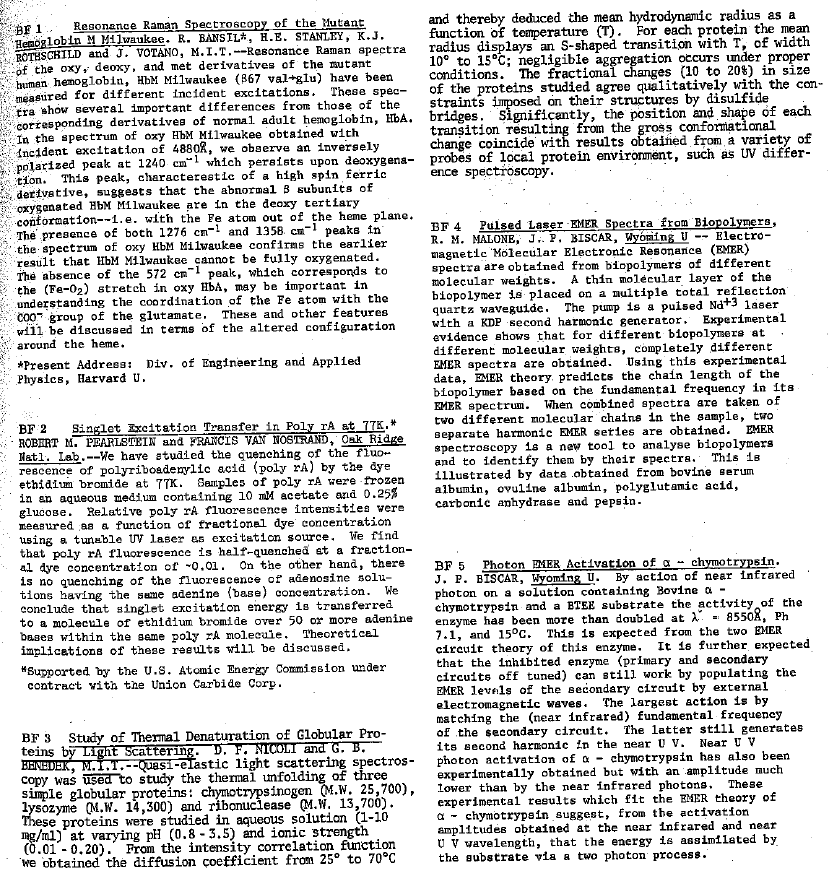 BF 1 Resonance Raman Spectroscopy of the Mutant
Hemoglobin M Milwaukee. R. BANSIL*, H.E. STANLEY, K.J.
ROTHSCHILD and J. VOTANO, M.I.T.--Resonance Raman spectra
of the oxy, deoxy, and met derivatives of the mutant
human hemoglobin, HbM Milwaukee (β67 val→glu) have been
measured for different incident excitations. These spec-
tra show several important differences from those of the
corresponding derivatives of normal adult hemoglobin, HbA.
In the spectrum of oxy HbM Milwaukee obtained with
incident excitation of 4880Å, we observe an inversely
polarized peak at 1240 cm⁻¹ which persists upon deoxygena-
tion. This peak, characterestic of a high spin ferric
derivative, suggests that the abnormal β subunits of
oxygenated HbM Milwaukee are in the deoxy tertiary
conformation--i.e. with the Fe atom out of the heme plane.
The presence of both 1276 cm⁻¹ and 1358 cm⁻¹ peaks in
the spectrum of oxy HbM Milwaukee confirms the earlier
result that HbM Milwaukee cannot be fully oxygenated.
The absence of the 572 cm⁻¹ peak, which corresponds to
the (Fe-O₂) stretch in oxy HbA, may be important in
understanding the coordination of the Fe atom with the
COO⁻ group of the glutamate. These and other features
will be discussed in terms of the altered configuration
around the heme.
*Present Address: Div. of Engineering and Applied
Physics, Harvard U.
BF 2 Singlet Excitation Transfer in Poly rA at 77K.*
ROBERT M. PEARLSTEIN and FRANCIS VAN NOSTRAND, Oak Ridge
Natl. Lab.--We have studied the quenching of the fluo-
rescence of polyriboadenylic acid (poly rA) by the dye
ethidium bromide at 77K. Samples of poly rA were frozen
in an aqueous medium containing 10 mM acetate and 0.25%
glucose. Relative poly rA fluorescence intensities were
measured as a function of fractional dye concentration
using a tunable UV laser as excitation source. We find
that poly rA fluorescence is half-quenched at a fraction-
al dye concentration of ~0.01. On the other hand, there
is no quenching of the fluorescence of adenosine solu-
tions having the same adenine (base) concentration. We
conclude that singlet excitation energy is transferred
to a molecule of ethidium bromide over 50 or more adenine
bases within the same poly rA molecule. Theoretical
implications of these results will be discussed.
*Supported by the U.S. Atomic Energy Commission under
contract with the Union Carbide Corp.
BF 3 Study of Thermal Denaturation of Globular Pro-
teins by Light Scattering. D. F. NICOLI and G. B.
BENEDEK, M.I.T.--Quasi-elastic light scattering spectros-
copy was used to study the thermal unfolding of three
simple globular proteins: chymotrypsinogen (M.W. 25,700),
lysozyme (M.W. 14,300) and ribonuclease (M.W. 13,700).
These proteins were studied in aqueous solution (1-10
mg/ml) at varying pH (0.8 - 3.5) and ionic strength
(0.01 - 0.20). From the intensity correlation function
we obtained the diffusion coefficient from 25° to 70°C
and thereby deduced the mean hydrodynamic radius as a
function of temperature (T). For each protein the mean
radius displays an S-shaped transition with T, of width
10° to 15°C; negligible aggregation occurs under proper
conditions. The fractional changes (10 to 20%) in size
of the proteins studied agree qualitatively with the con-
straints imposed on their structures by disulfide
bridges. Significantly, the position and shape of each
transition resulting from the gross conformational
change coincide with results obtained from a variety of
probes of local protein environment, such as UV differ-
ence spectroscopy.
BF 4 Pulsed Laser EMER Spectra from Biopolymers,
R. M. MALONE, J. P. BISCAR, Wyoming U -- Electro-
magnetic Molecular Electronic Resonance (EMER)
spectra are obtained from biopolymers of different
molecular weights. A thin molecular layer of the
biopolymer is placed on a multiple total reflection
quartz waveguide. The pump is a pulsed Nd⁺³ laser
with a KDP second harmonic generator. Experimental
evidence shows that for different biopolymers at
different molecular weights, completely different
EMER spectra are obtained. Using this experimental
data, EMER theory predicts the chain length of the
biopolymer based on the fundamental frequency in its
EMER spectrum. When combined spectra are taken of
two different molecular chains in the sample, two
separate harmonic EMER series are obtained. EMER
spectroscopy is a new tool to analyse biopolymers
and to identify them by their spectra. This is
illustrated by data obtained from bovine serum
albumin, ovuline albumin, polyglutamic acid,
carbonic anhydrase and pepsin.
BF 5 Photon EMER Activation of α - chymotrypsin.
J. P. BISCAR, Wyoming U. By action of near infrared
photon on a solution containing Bovine α -
chymotrypsin and a BTEE substrate the activity of the
enzyme has been more than doubled at λ = 8550Å, Ph
7.1, and 15°C. This is expected from the two EMER
circuit theory of this enzyme. It is further expected
that the inhibited enzyme (primary and secondary
circuits off tuned) can still work by populating the
EMER levels of the secondary circuit by external
electromagnetic waves. The largest action is by
matching the (near infrared) fundamental frequency
of the secondary circuit. The latter still generates
its second harmonic in the near U V. Near U V
photon activation of α - chymotrypsin has also been
experimentally obtained but with an amplitude much
lower than by the near infrared photons. These
experimental results which fit the EMER theory of
α - chymotrypsin suggest, from the activation
amplitudes obtained at the near infrared and near
U V wavelength, that the energy is assimilated by
the substrate via a two photon process.